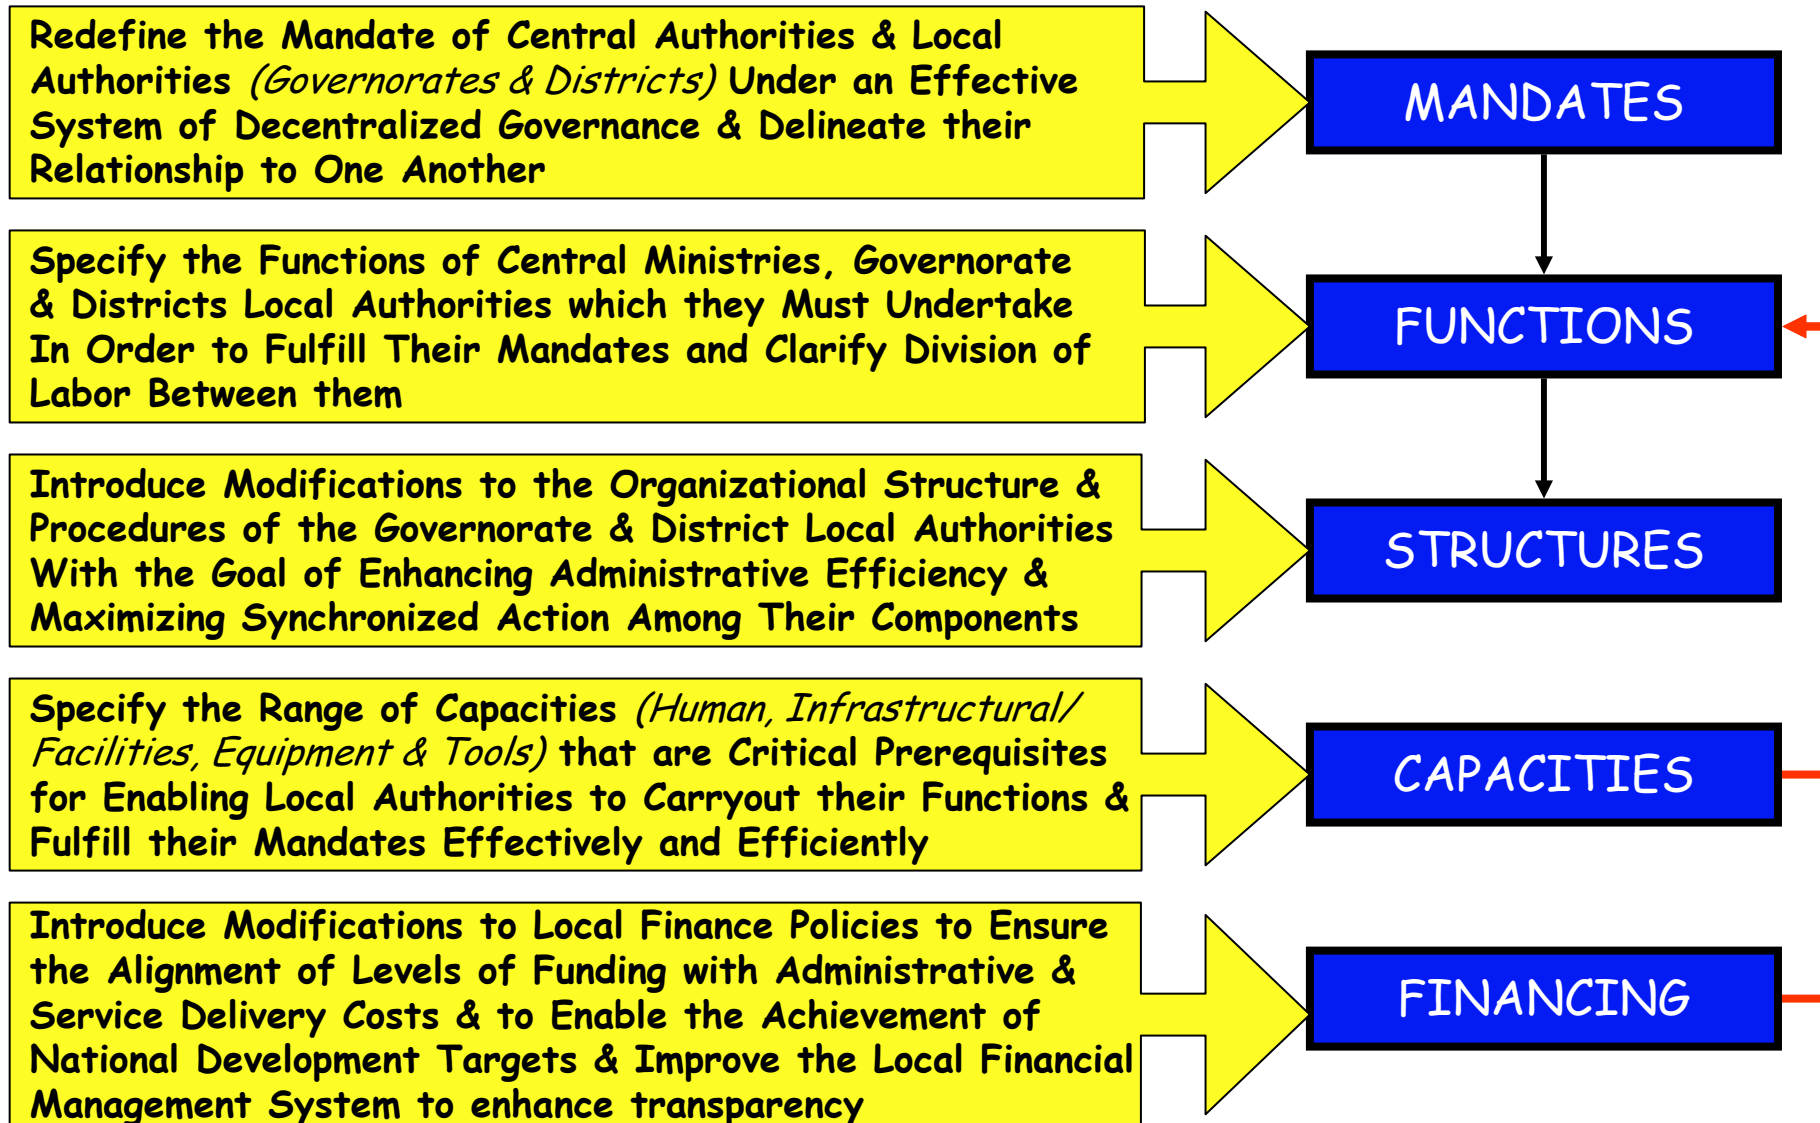 Redefine the Mandate of Central Authorities & Local
Authorities (Governorates & Districts) Under an Effective
System of Decentralized Governance & Delineate their
Relationship to One Another
MANDATES
Specify the Functions of Central Ministries, Governorate
& Districts Local Authorities which they Must Undertake
In Order to Fulfill Their Mandates and Clarify Division of
Labor Between them
FUNCTIONS
Introduce Modifications to the Organizational Structure &
Procedures of the Governorate & District Local Authorities
With the Goal of Enhancing Administrative Efficiency &
Maximizing Synchronized Action Among Their Components
STRUCTURES
Specify the Range of Capacities (Human, Infrastructural/
Facilities, Equipment & Tools) that are Critical Prerequisites
for Enabling Local Authorities to Carryout their Functions &
Fulfill their Mandates Effectively and Efficiently
CAPACITIES
Introduce Modifications to Local Finance Policies to Ensure
the Alignment of Levels of Funding with Administrative &
Service Delivery Costs & to Enable the Achievement of
National Development Targets & Improve the Local Financial
Management System to enhance transparency
FINANCING